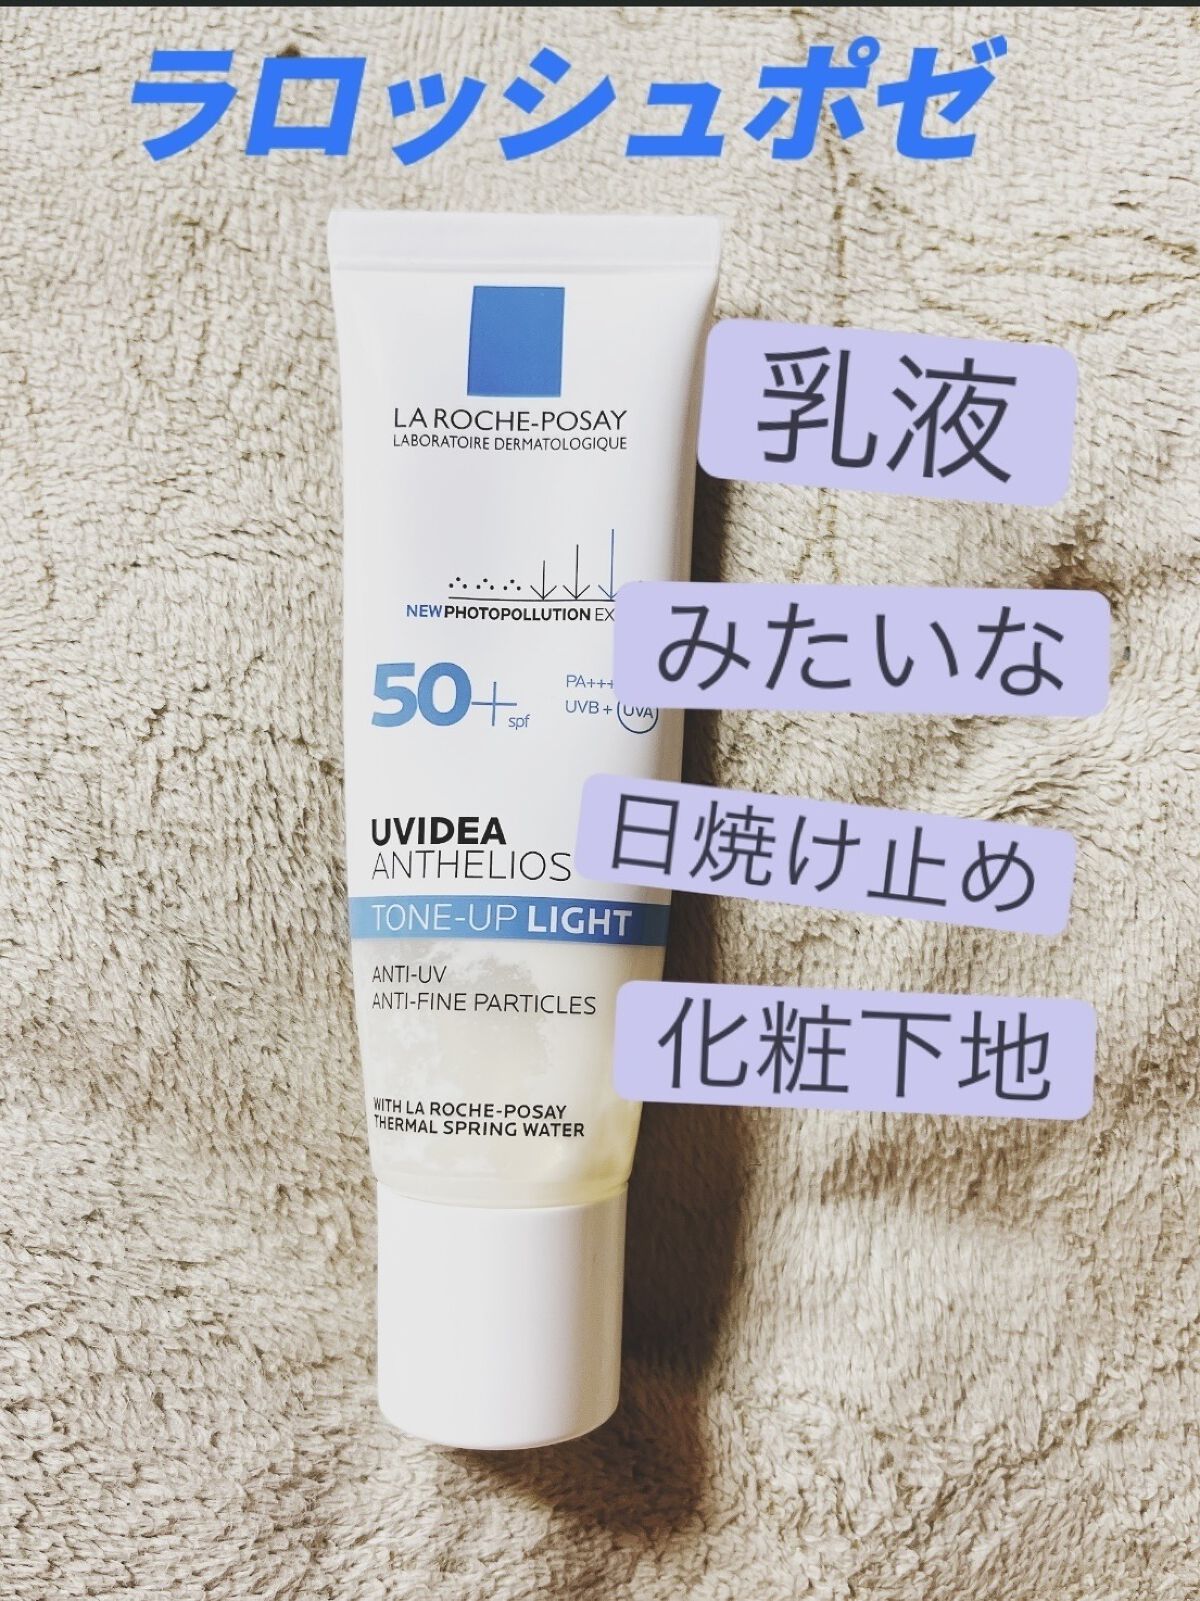 ラロッシュポゼ
LA ROCHE-POSAY
LABORATOIRE DERMATOLOGIQUE
乳液
NEW PHOTOPOLLUTION
みたいな
50+ spf
PA+++
UVB + UVA
日焼け止め
UVIDEA
ANTHELIOS
TONE-UP LIGHT
ANTI-UV
ANTI-FINE PARTICLES
化粧下地
WITH LA ROCHE-POSAY
THERMAL SPRING WATER